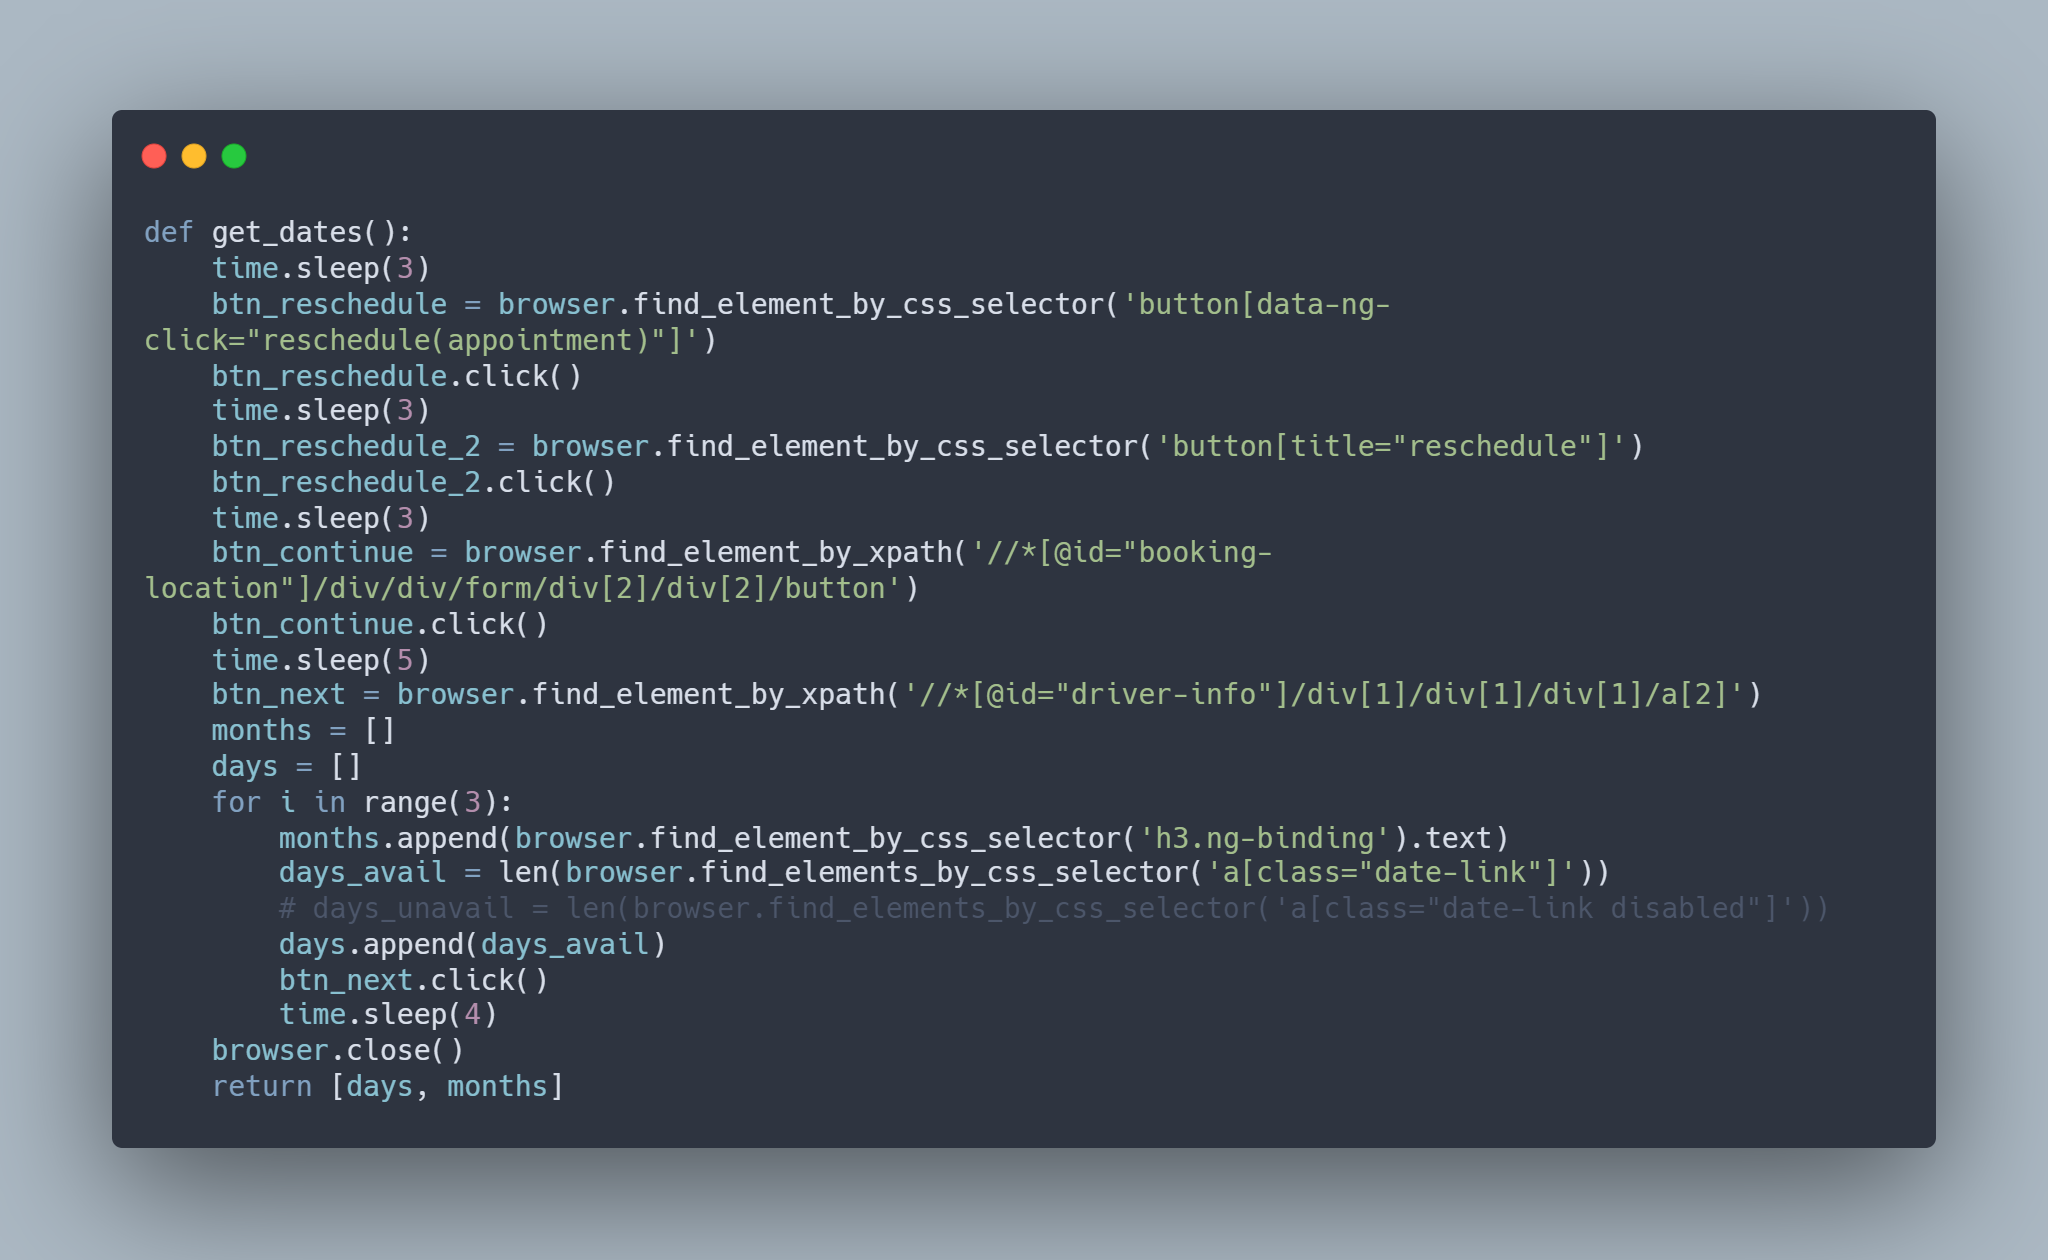 def get_dates():
    time.sleep(3)
    btn_reschedule = browser.find_element_by_css_selector('button[data-ng-
click="reschedule(appointment)"]')
    btn_reschedule.click()
    time.sleep(3)
    btn_reschedule_2 = browser.find_element_by_css_selector('button[title="reschedule"]')
    btn_reschedule_2.click()
    time.sleep(3)
    btn_continue = browser.find_element_by_xpath('//*[@id="booking-
location"]/div/div/form/div[2]/div[2]/button')
    btn_continue.click()
    time.sleep(5)
    btn_next = browser.find_element_by_xpath('//*[@id="driver-info"]/div[1]/div[1]/div[1]/a[2]')
    months = []
    days = []
    for i in range(3):
        months.append(browser.find_element_by_css_selector('h3.ng-binding').text)
        days_avail = len(browser.find_elements_by_css_selector('a[class="date-link"]'))
        # days_unavail = len(browser.find_elements_by_css_selector('a[class="date-link disabled"]'))
        days.append(days_avail)
        btn_next.click()
        time.sleep(4)
    browser.close()
    return [days, months]